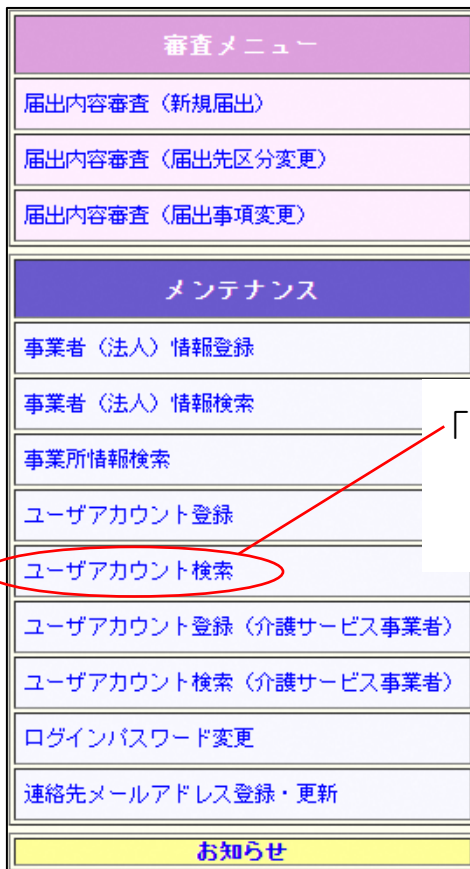 審査メニュー
届出内容審査（新規届出）
届出内容審査（届出先区分変更）
届出内容審査（届出事項変更）
メンテナンス
事業者（法人）情報登録
事業者（法人）情報検索
「
事業所情報検索
ユーザアカウント登録
ユーザアカウント検索
ユーザアカウント登録（介護サービス事業者）
ユーザアカウント検索（介護サービス事業者）
ログインパスワード変更
連絡先メールアドレス登録・更新
お知らせ